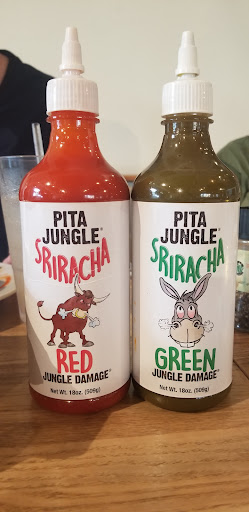 PITA
JUNGLE®
SRIRACHA
RED
JUNGLE DAMAGE®
Net Wt. 18oz. (509g)
PITA
JUNGLE®
SRIRACHA
GREEN
JUNGLE DAMAGE®
Net Wt. 18oz. (509g)